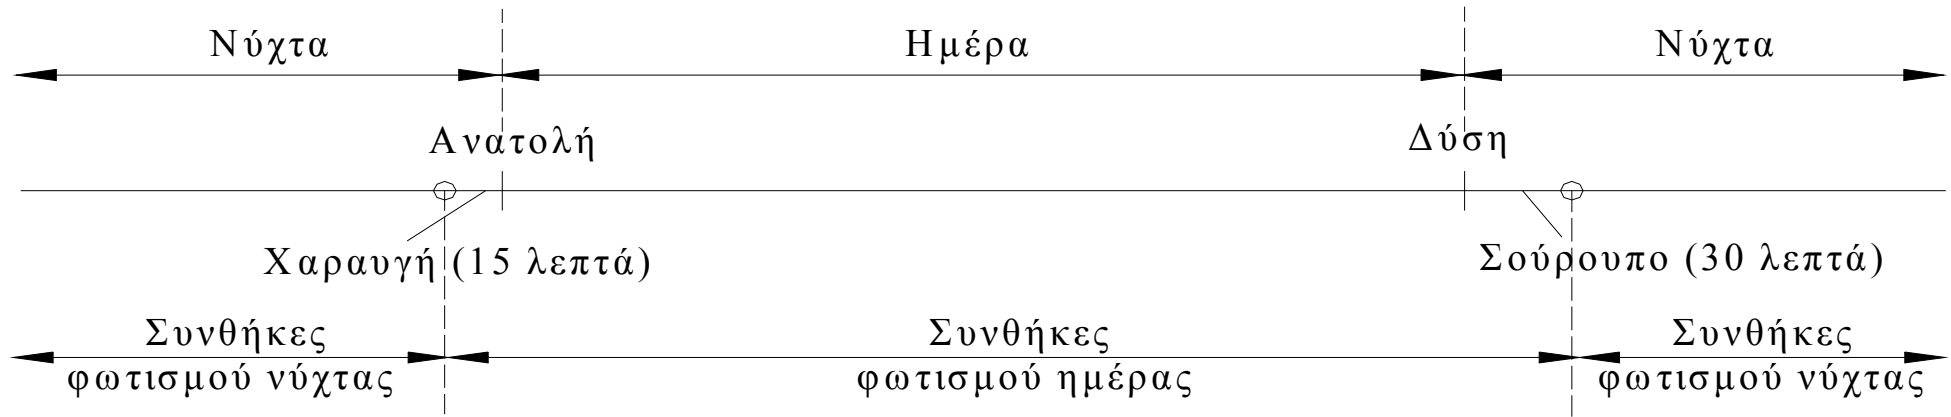 Νύχτα Ημέρα Νύχτα
Ανατολή Δύση
Χαραυγή (15 λεπτά) Σούρουπο (30 λεπτά)
Συνθήκες Συνθήκες Συνθήκες
φωτισμού νύχτας φωτισμού ημέρας φωτισμού νύχτας